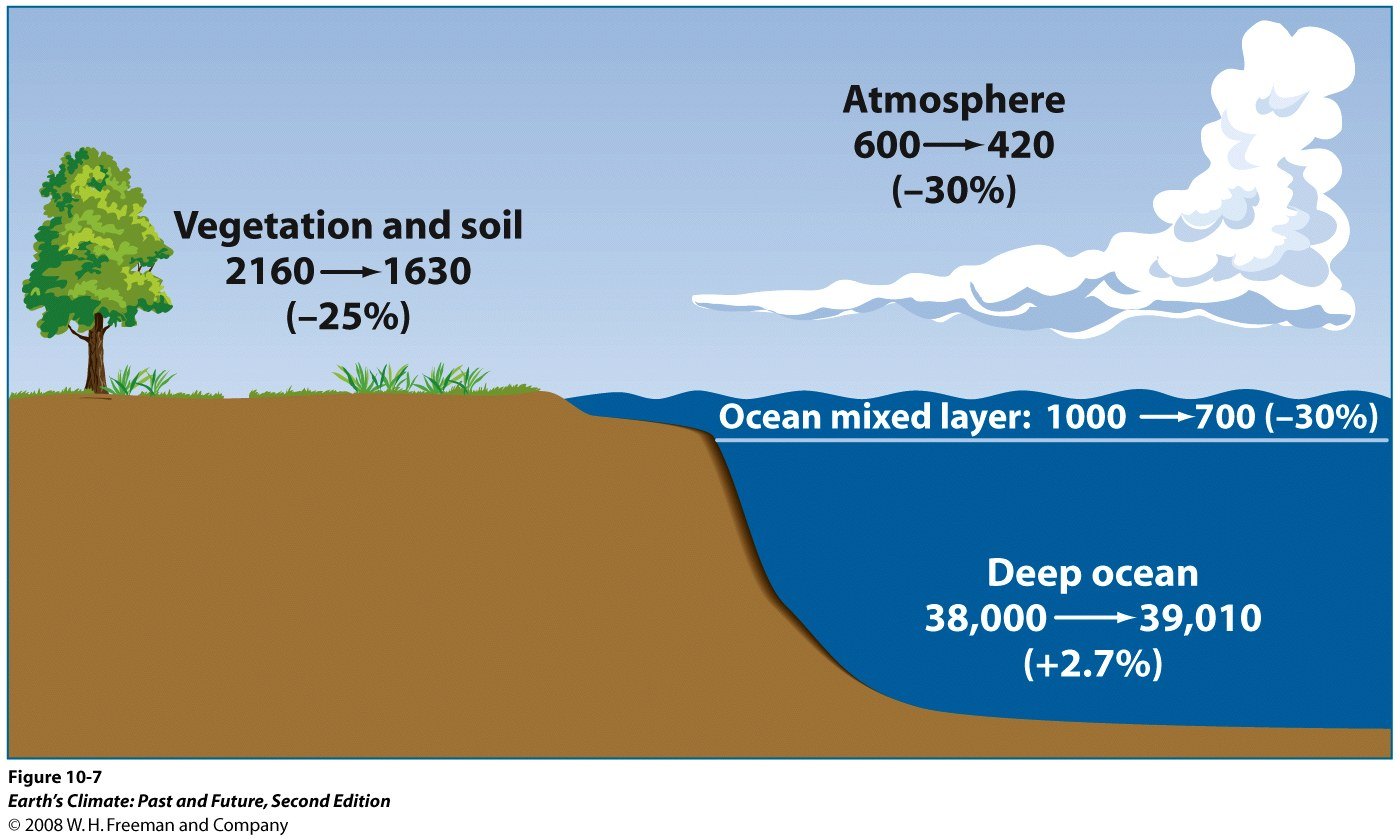 Atmosphere
600→420
(–30%)
Vegetation and soil
2160→1630
(–25%)
Ocean mixed layer: 1000 →700 (–30%)
Deep ocean
38,000→39,010
(+2.7%)
Figure 10-7
Earth's Climate: Past and Future, Second Edition
© 2008 W. H. Freeman and Company